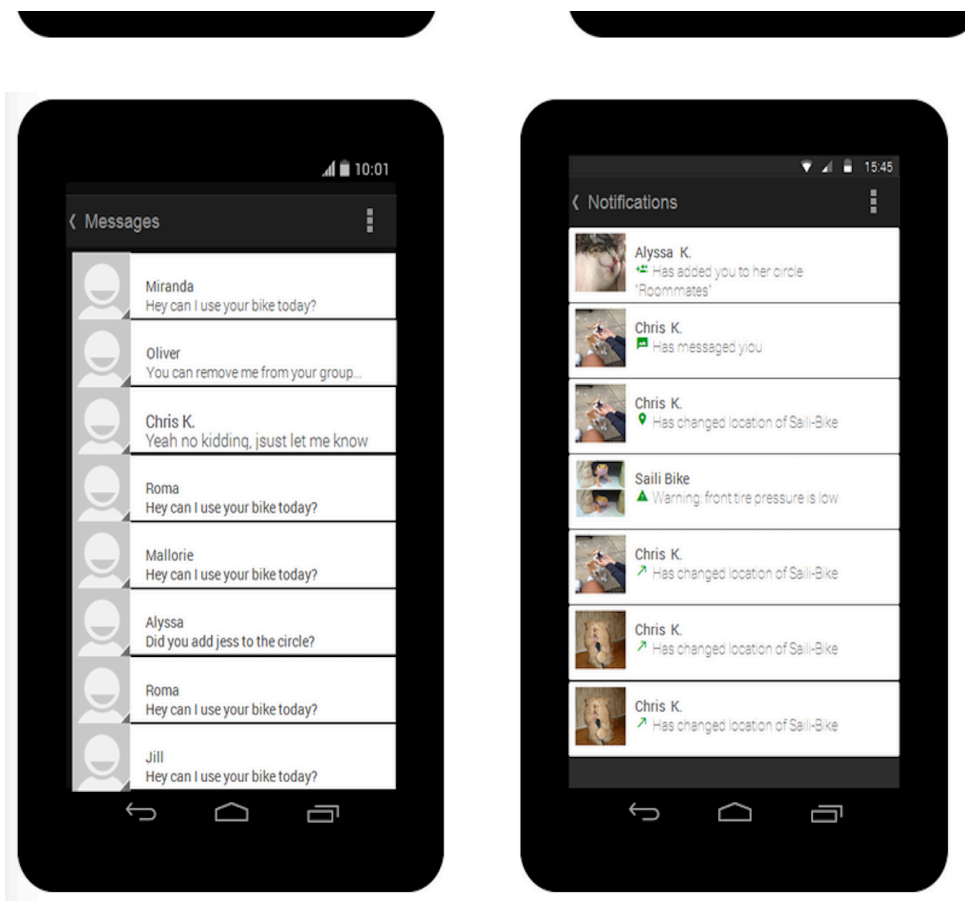 10:01
Messages
Miranda
Hey can I use your bike today?
Oliver
You can remove me from your group...
Chris K.
Yeah no kidding, jsust let me know
Roma
Hey can I use your bike today?
Mallorie
Hey can I use your bike today?
Alyssa
Did you add jess to the circle?
Roma
Hey can I use your bike today?
Jill
Hey can I use your bike today?
15:45
Notifications
Alyssa K.
Has added you to her circle
"Roommates"
Chris K.
Has messaged yiou
Chris K.
Has changed location of Saili-Bike
Saili Bike
Warning: front tire pressure is low
Chris K.
Has changed location of Saili-Bike
Chris K.
Has changed location of Saili-Bike
Chris K.
Has changed location of Saili-Bike